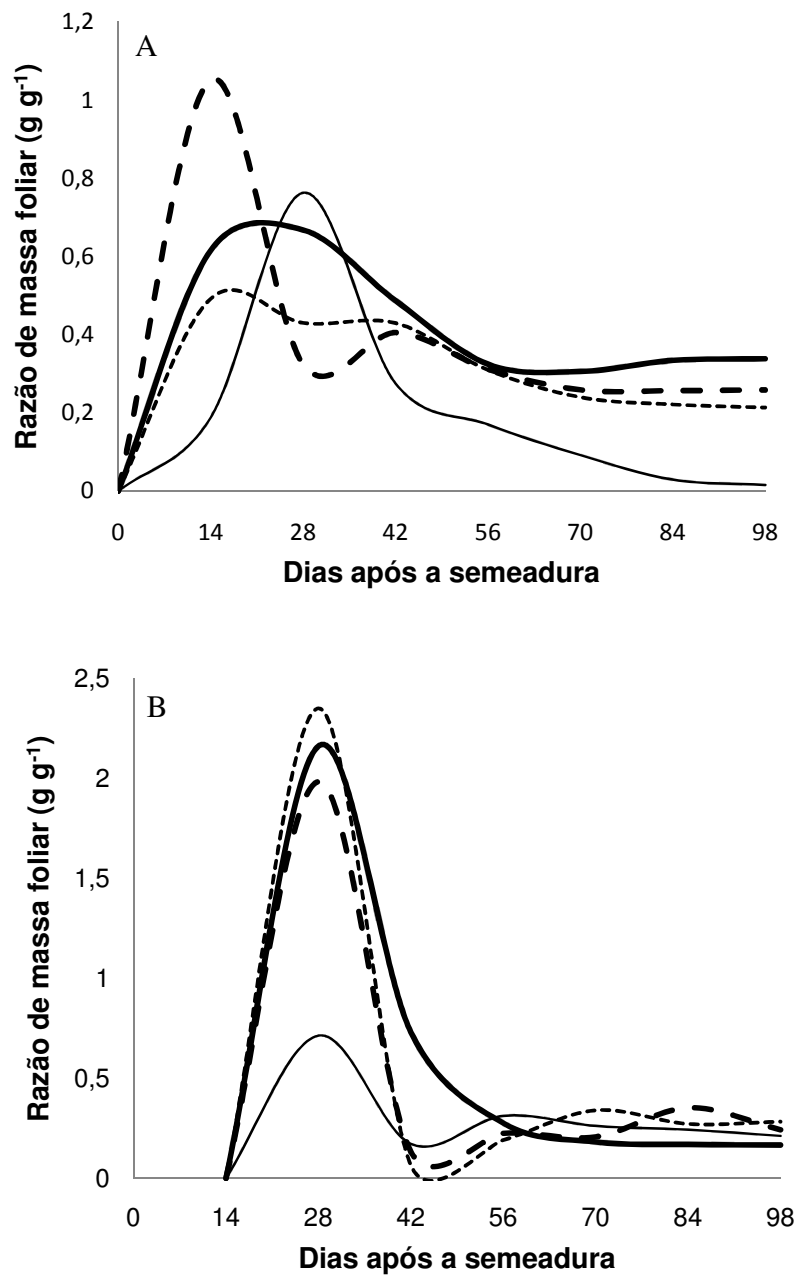 A
Razão de massa foliar (g g⁻¹)
1,2
1
0,8
0,6
0,4
0,2
0
0 14 28 42 56 70 84 98
Dias após a semeadura
B
Razão de massa foliar (g g⁻¹)
2,5
2
1,5
1
0,5
0
0 14 28 42 56 70 84 98
Dias após a semeadura